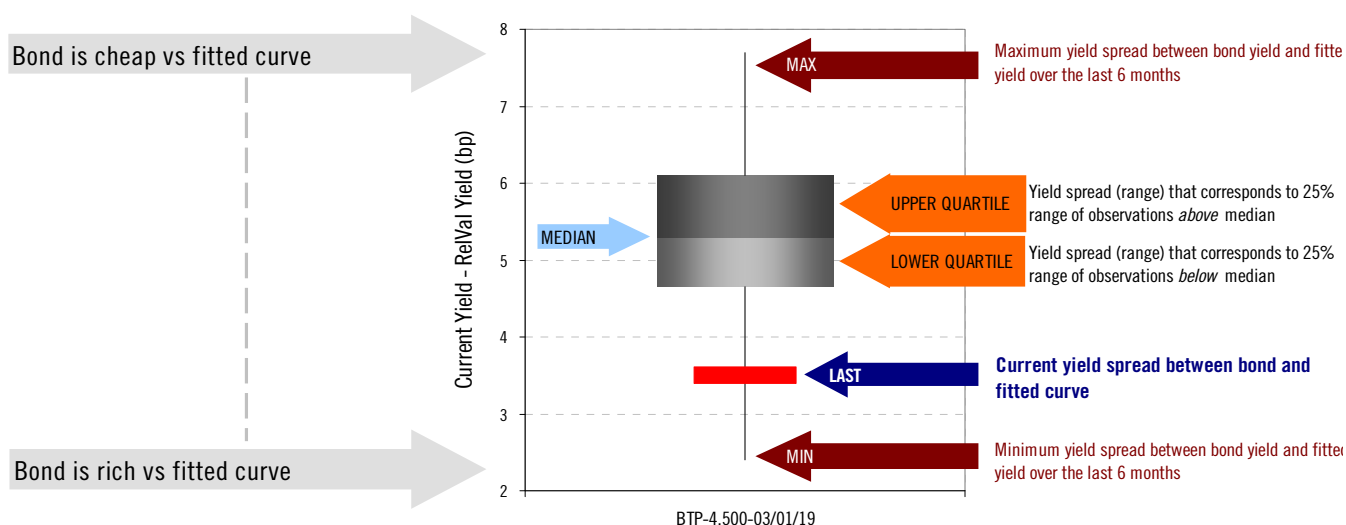 8
Bond is cheap vs fitted curve
MAX
Maximum yield spread between bond yield and fitte
yield over the last 6 months
7
Current Yield - RelVal Yield (bp)
6
UPPER QUARTILE
Yield spread (range) that corresponds to 25%
range of observations above median
MEDIAN
5
LOWER QUARTILE
Yield spread (range) that corresponds to 25%
range of observations below median
4
LAST
Current yield spread between bond and
fitted curve
3
Bond is rich vs fitted curve
MIN
Minimum yield spread between bond yield and fitted
yield over the last 6 months
2
BTP-4.500-03/01/19